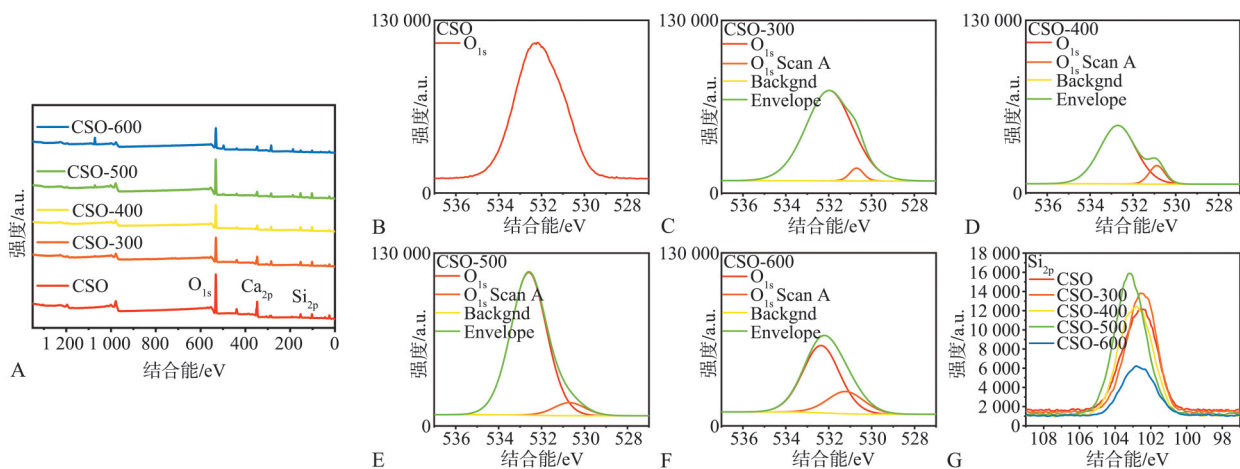 CSO-600
CSO-500
CSO-400
CSO-300
CSO
O1s
Ca2p
Si2p
强度/a.u.
1 200 1 000 800 600 400 200 0
结合能/eV
A
130 000
CSO
O1s
强度/a.u.
0
536 534 532 530 528
结合能/eV
B
130 000
CSO-300
O1s
O1s Scan A
Backgnd
Envelope
强度/a.u.
0
536 534 532 530 528
结合能/eV
C
130 000
CSO-400
O1s
O1s Scan A
Backgnd
Envelope
强度/a.u.
0
536 534 532 530 528
结合能/eV
D
130 000
CSO-500
O1s
O1s Scan A
Backgnd
Envelope
强度/a.u.
0
536 534 532 530 528
结合能/eV
E
130 000
CSO-600
O1s
O1s Scan A
Backgnd
Envelope
强度/a.u.
0
536 534 532 530 528
结合能/eV
F
18 000
16 000
14 000
12 000
10 000
8 000
6 000
4 000
2 000
0
Si2p
CSO
CSO-300
CSO-400
CSO-500
CSO-600
强度/a.u.
108 106 104 102 100 98
结合能/eV
G